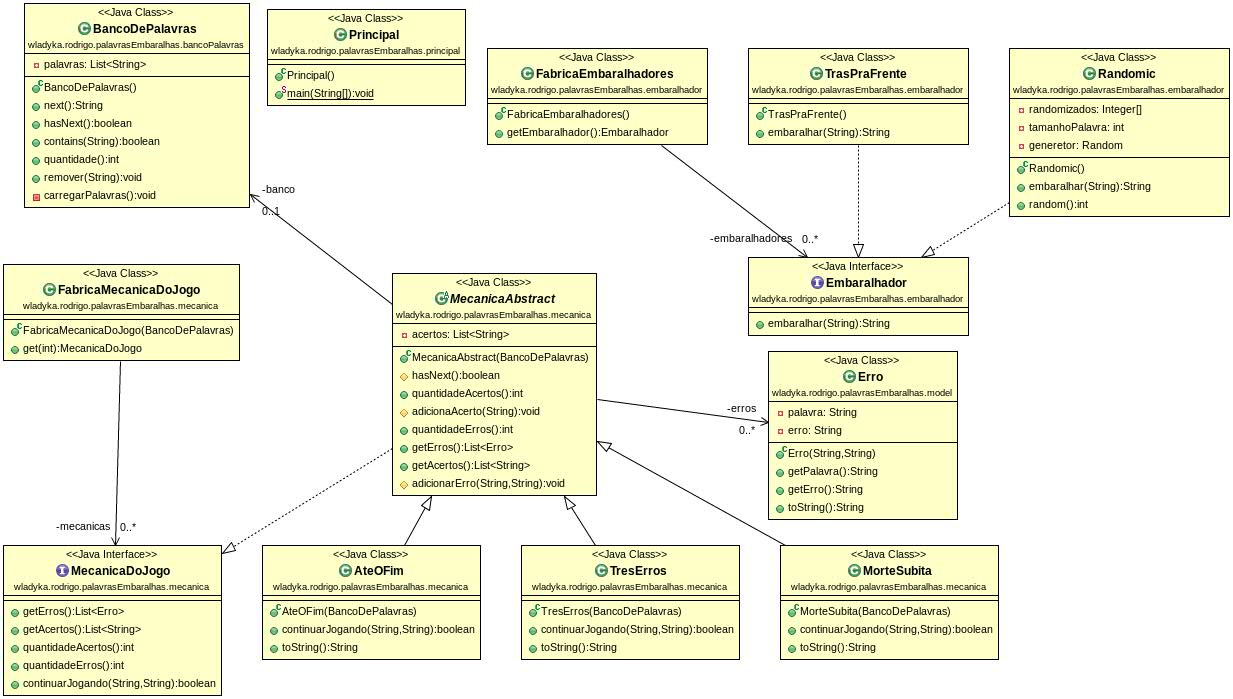 <<Java Class>>
BancoDePalavras
wladyka.rodrigo.palavrasEmbaralhas.bancoPalavras
palavras: List<String>
BancoDePalavras()
next():String
hasNext():boolean
contains(String):boolean
quantidade():int
remover(String):void
carregarPalavras():void
<<Java Class>>
Principal
wladyka.rodrigo.palavrasEmbaralhas.principal
Principal()
main(String[]):void
<<Java Class>>
FabricaEmbaralhadores
wladyka.rodrigo.palavrasEmbaralhas.embaralhador
FabricaEmbaralhadores()
getEmbaralhador():Embaralhador
<<Java Class>>
TrasPraFrente
wladyka.rodrigo.palavrasEmbaralhas.embaralhador
TrasPraFrente()
embaralhar(String):String
<<Java Class>>
Randomic
wladyka.rodrigo.palavrasEmbaralhas.embaralhador
randomizados: Integer[]
tamanhoPalavra: int
generetor: Random
Randomic()
embaralhar(String):String
random():int
-banco
0..1
-embaralhadores
0..*
<<Java Interface>>
Embaralhador
wladyka.rodrigo.palavrasEmbaralhas.embaralhador
embaralhar(String):String
<<Java Class>>
FabricaMecanicaDoJogo
wladyka.rodrigo.palavrasEmbaralhas.mecanica
FabricaMecanicaDoJogo(BancoDePalavras)
get(int):MecanicaDoJogo
<<Java Class>>
MecanicaAbstract
wladyka.rodrigo.palavrasEmbaralhas.mecanica
acertos: List<String>
MecanicaAbstract(BancoDePalavras)
hasNext():boolean
quantidadeAcertos():int
adicionaAcerto(String):void
quantidadeErros():int
getErros():List<Erro>
getAcertos():List<String>
adicionarErro(String,String):void
-erros
0..*
<<Java Class>>
Erro
wladyka.rodrigo.palavrasEmbaralhas.model
palavra: String
erro: String
Erro(String,String)
getPalavra():String
getErro():String
toString():String
-mecanicas
0..*
<<Java Interface>>
MecanicaDoJogo
wladyka.rodrigo.palavrasEmbaralhas.mecanica
getErros():List<Erro>
getAcertos():List<String>
quantidadeAcertos():int
quantidadeErros():int
continuarJogando(String,String):boolean
<<Java Class>>
AteOFim
wladyka.rodrigo.palavrasEmbaralhas.mecanica
AteOFim(BancoDePalavras)
continuarJogando(String,String):boolean
toString():String
<<Java Class>>
TresErros
wladyka.rodrigo.palavrasEmbaralhas.mecanica
TresErros(BancoDePalavras)
continuarJogando(String,String):boolean
toString():String
<<Java Class>>
MorteSubita
wladyka.rodrigo.palavrasEmbaralhas.mecanica
MorteSubita(BancoDePalavras)
continuarJogando(String,String):boolean
toString():String